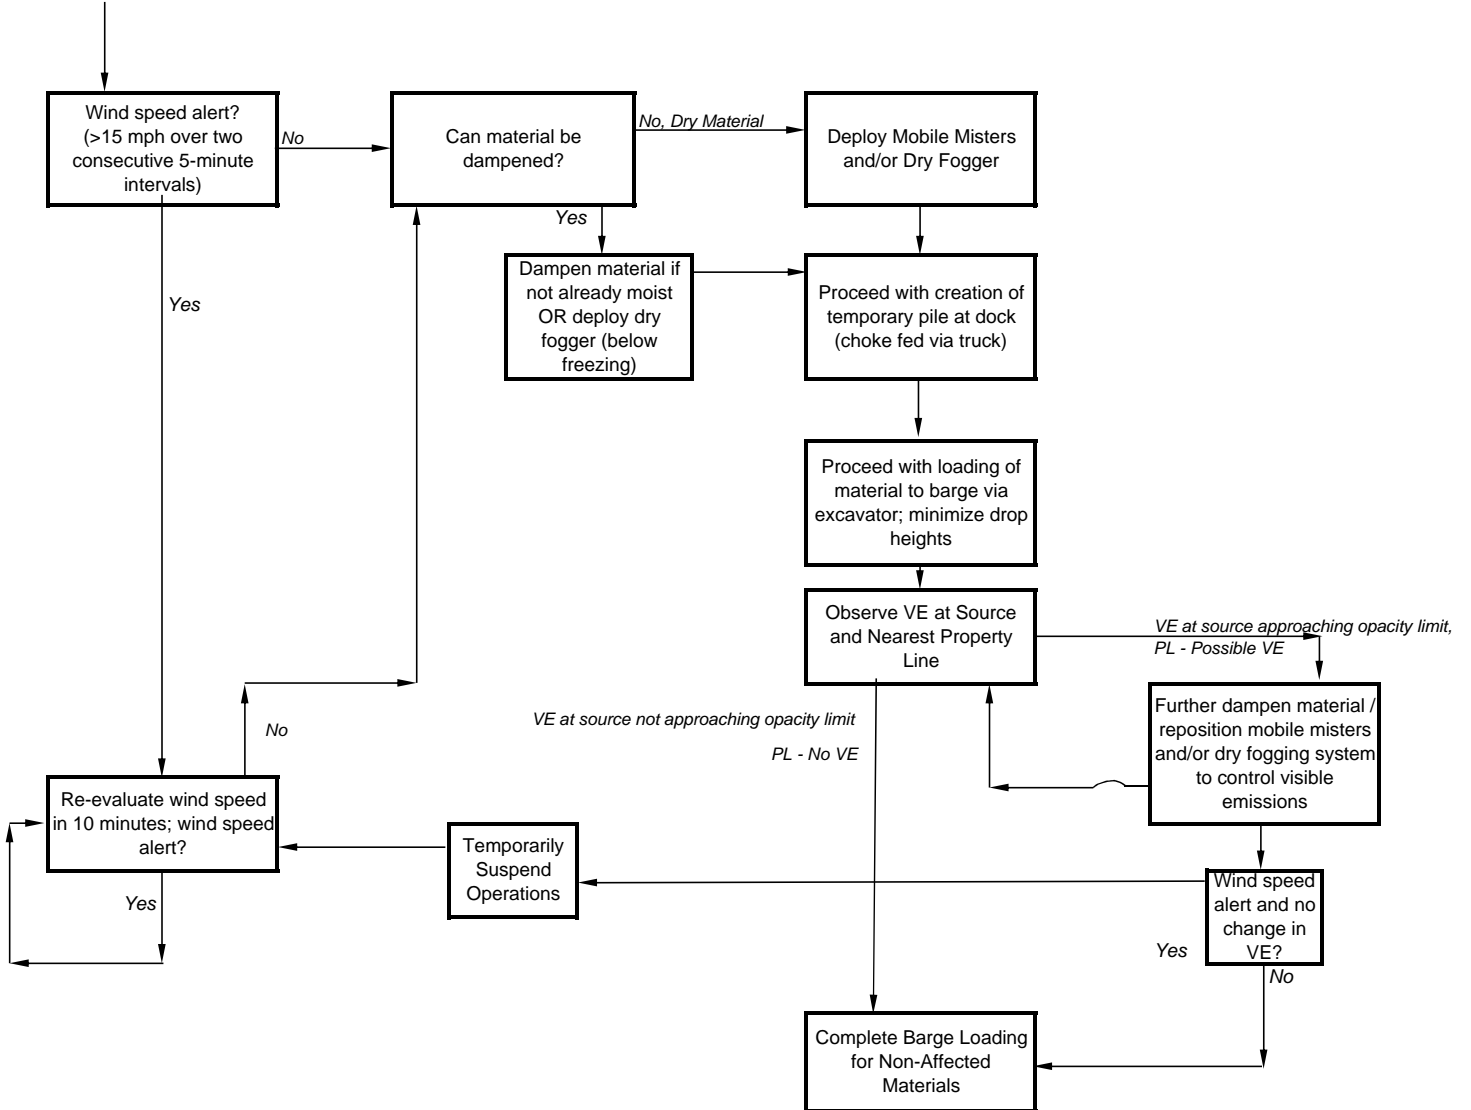 Wind speed alert?
(>15 mph over two
consecutive 5-minute
intervals)
No
Can material be
dampened?
No, Dry Material
Deploy Mobile Misters
and/or Dry Fogger
Yes
Yes
Dampen material if
not already moist
OR deploy dry
fogger (below
freezing)
Proceed with creation of
temporary pile at dock
(choke fed via truck)
Proceed with loading of
material to barge via
excavator; minimize drop
heights
Observe VE at Source
and Nearest Property
Line
VE at source approaching opacity limit,
PL - Possible VE
VE at source not approaching opacity limit
PL - No VE
Further dampen material /
reposition mobile misters
and/or dry fogging system
to control visible
emissions
No
Re-evaluate wind speed
in 10 minutes; wind speed
alert?
Yes
Temporarily
Suspend
Operations
Wind speed
alert and no
change in
VE?
Yes
No
Complete Barge Loading
for Non-Affected
Materials